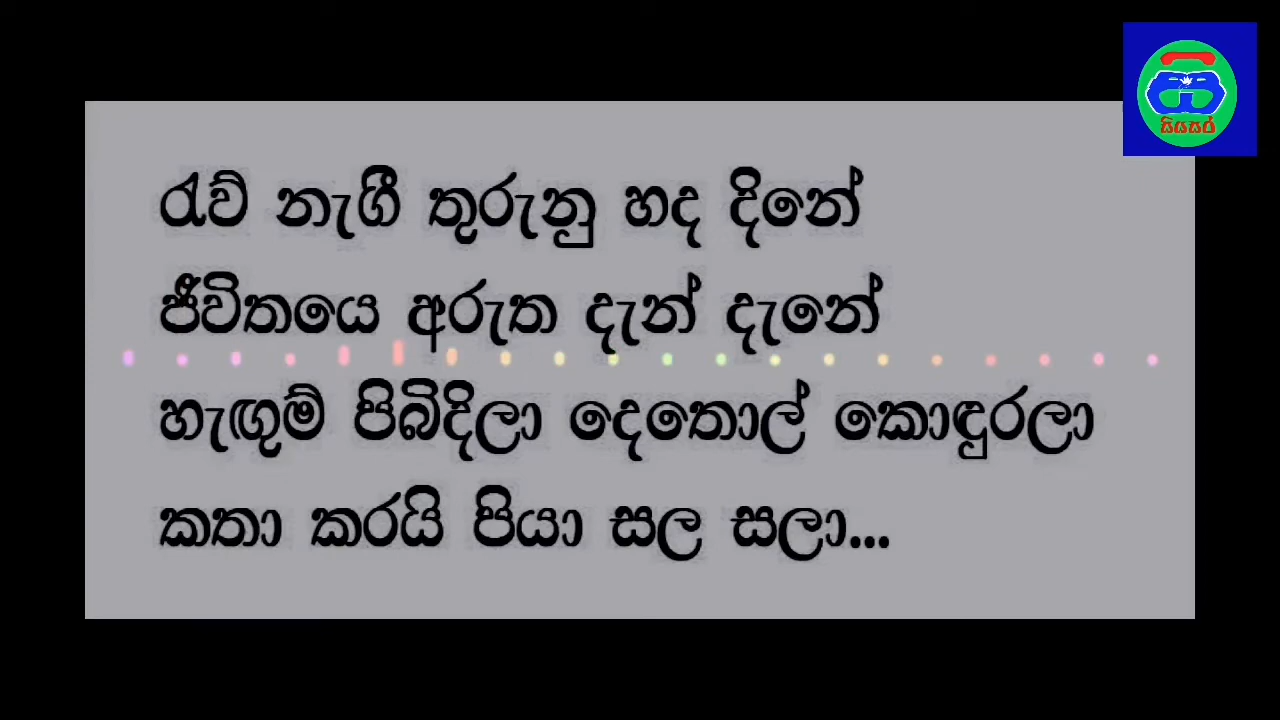 සියසර්
රැව් නැගී තුරුනු හද දිනේ
ජීවිතයෙ අරුත දැන් දැනේ
හැඟුම් පිබිදිලා දෙතොල් කොඳුරලා
කතා කරයි පියා සල සලා...